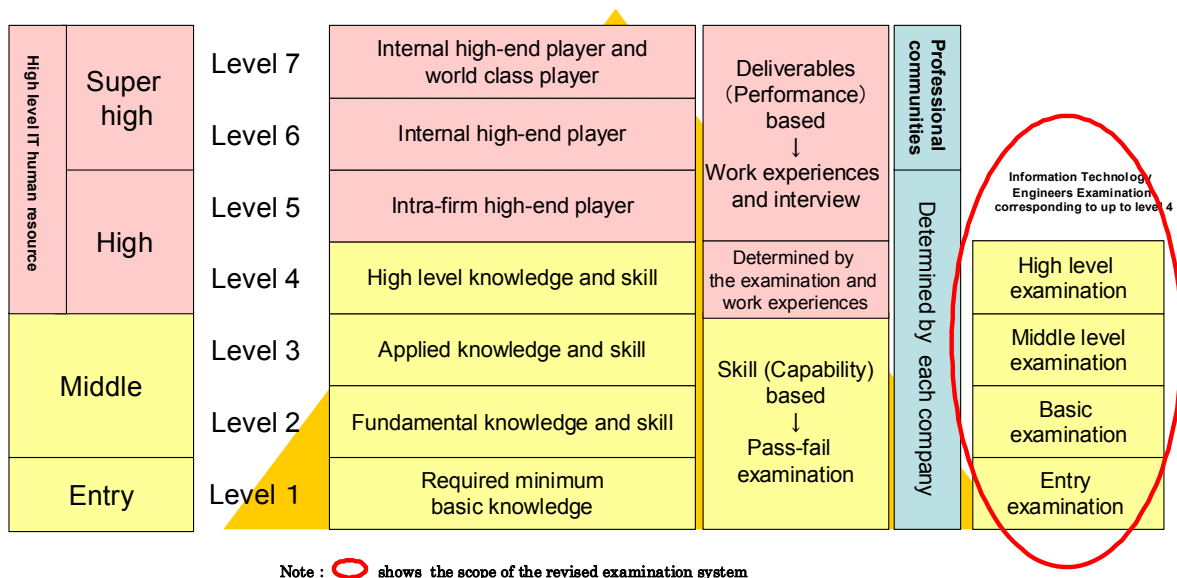 High level IT human resource
Super
high
High
Middle
Entry
Level 7
Level 6
Level 5
Level 4
Level 3
Level 2
Level 1
Internal high-end player and
world class player
Internal high-end player
Intra-firm high-end player
High level knowledge and skill
Applied knowledge and skill
Fundamental knowledge and skill
Required minimum
basic knowledge
Deliverables
（Performance）
based
↓
Work experiences
and interview
Determined by
the examination and
work experiences
Skill (Capability)
based
↓
Pass-fail
examination
Professional
communities
Determined by each company
Information Technology
Engineers Examination
corresponding to up to level 4
High level
examination
Middle level
examination
Basic
examination
Entry
examination
Note : shows the scope of the revised examination system